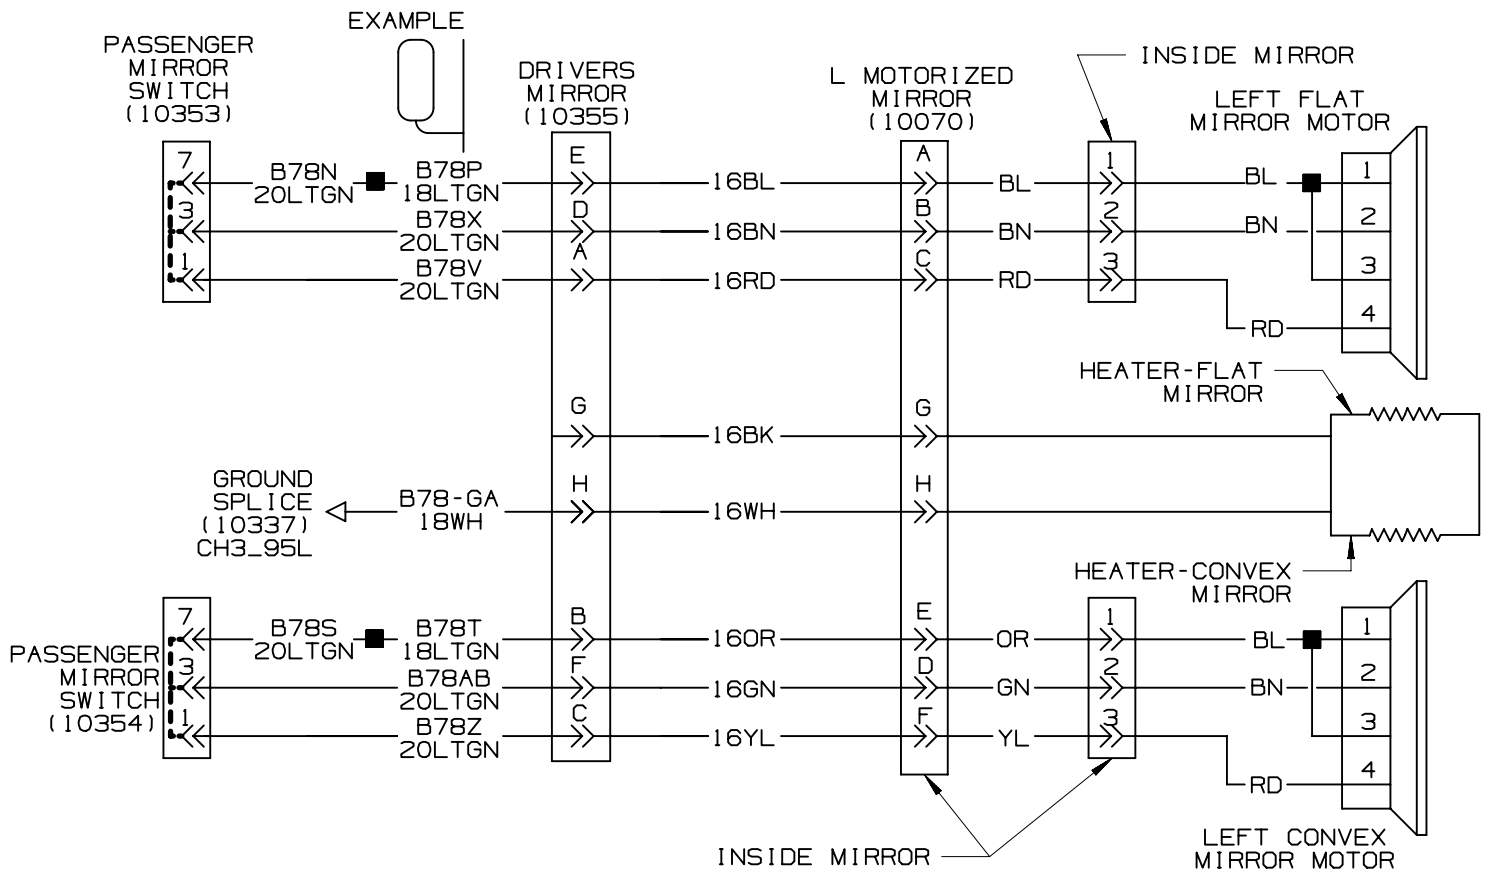 EXAMPLE
PASSENGER
MIRROR
SWITCH
(10353)
DRIVERS
MIRROR
(10355)
L MOTORIZED
MIRROR
(10070)
INSIDE MIRROR
LEFT FLAT
MIRROR MOTOR
7
B78N
20LTGN
B78P
18LTGN
E
16BL
A
BL
1
BL
1
3
B78X
20LTGN
D
16BN
B
BN
2
BN
2
1
B78V
20LTGN
A
16RD
C
RD
3
3
RD
4
HEATER-FLAT
MIRROR
G
16BK
G
GROUND
SPLICE
(10337)
CH3_95L
B78-GA
18WH
H
16WH
H
HEATER-CONVEX
MIRROR
PASSENGER
MIRROR
SWITCH
(10354)
7
B78S
20LTGN
B78T
18LTGN
B
16OR
E
OR
1
BL
1
3
B78AB
20LTGN
F
16GN
D
GN
2
BN
2
1
B78Z
20LTGN
C
16YL
F
YL
3
3
RD
4
INSIDE MIRROR
LEFT CONVEX
MIRROR MOTOR